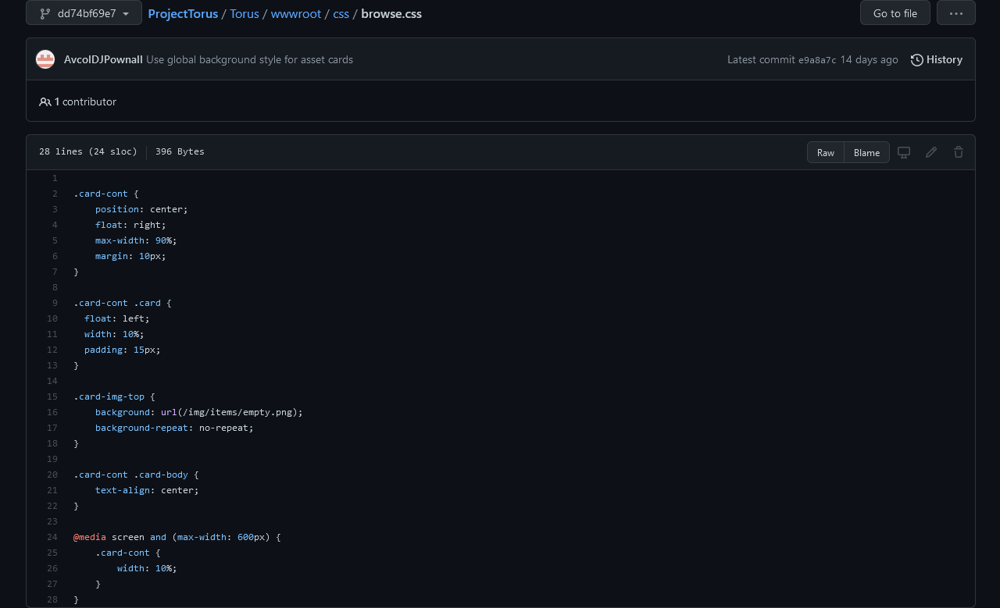 dd74bf69e7 ProjectTorus / Torus / wwwroot / css / browse.css Go to file ...
AvcolDJPownall Use global background style for asset cards Latest commit e9a8a7c 14 days ago History
1 contributor
28 lines (24 sloc) 396 Bytes Raw Blame
1
2 .card-cont {
3     position: center;
4     float: right;
5     max-width: 90%;
6     margin: 10px;
7 }
8
9 .card-cont .card {
10   float: left;
11   width: 10%;
12   padding: 15px;
13 }
14
15 .card-img-top {
16     background: url(/img/items/empty.png);
17     background-repeat: no-repeat;
18 }
19
20 .card-cont .card-body {
21     text-align: center;
22 }
23
24 @media screen and (max-width: 600px) {
25     .card-cont {
26         width: 10%;
27     }
28 }